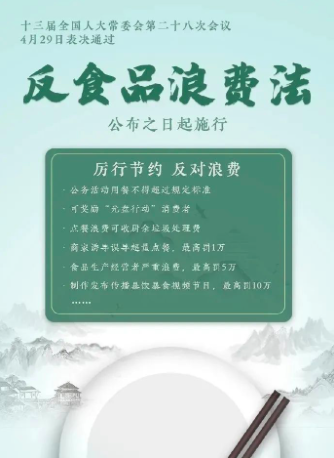 十三届全国人大常委会第二十八次会议
4月29日表决通过
反食品浪费法
公布之日起施行
厉行节约 反对浪费
·公务活动用餐不得超过规定标准
·可奖励“光盘行动”消费者
·点餐浪费可收厨余垃圾处理费
·商家诱导误导超量点餐,最高罚1万
·食品生产经营者严重浪费,最高罚5万
·制作发布传播暴饮暴食视频节目,最高罚10万
……